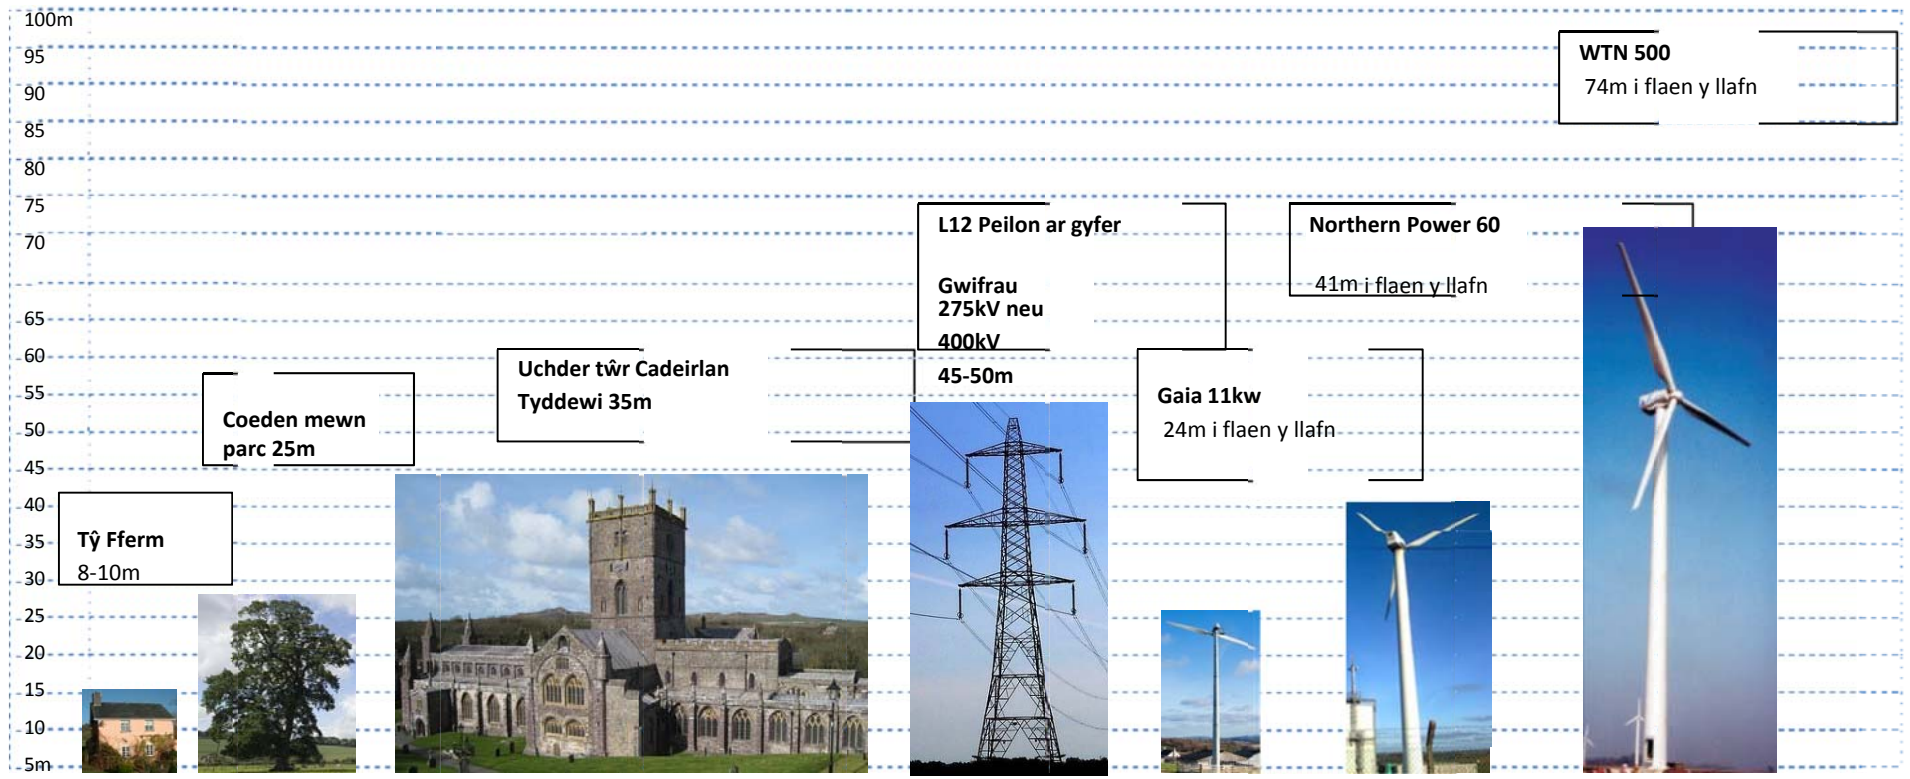 100m
95
90
85
80
75
70
65
60
55
50
45
40
35
30
25
20
15
10
5m
Tŷ Fferm
8-10m
Coeden mewn
parc 25m
Uchder tŵr Cadeirlan
Tyddewi 35m
L12 Peilon ar gyfer
Gwifrau
275kV neu
400kV
45-50m
Gaia 11kw
24m i flaen y llafn
Northern Power 60
41m i flaen y llafn
WTN 500
74m i flaen y llafn